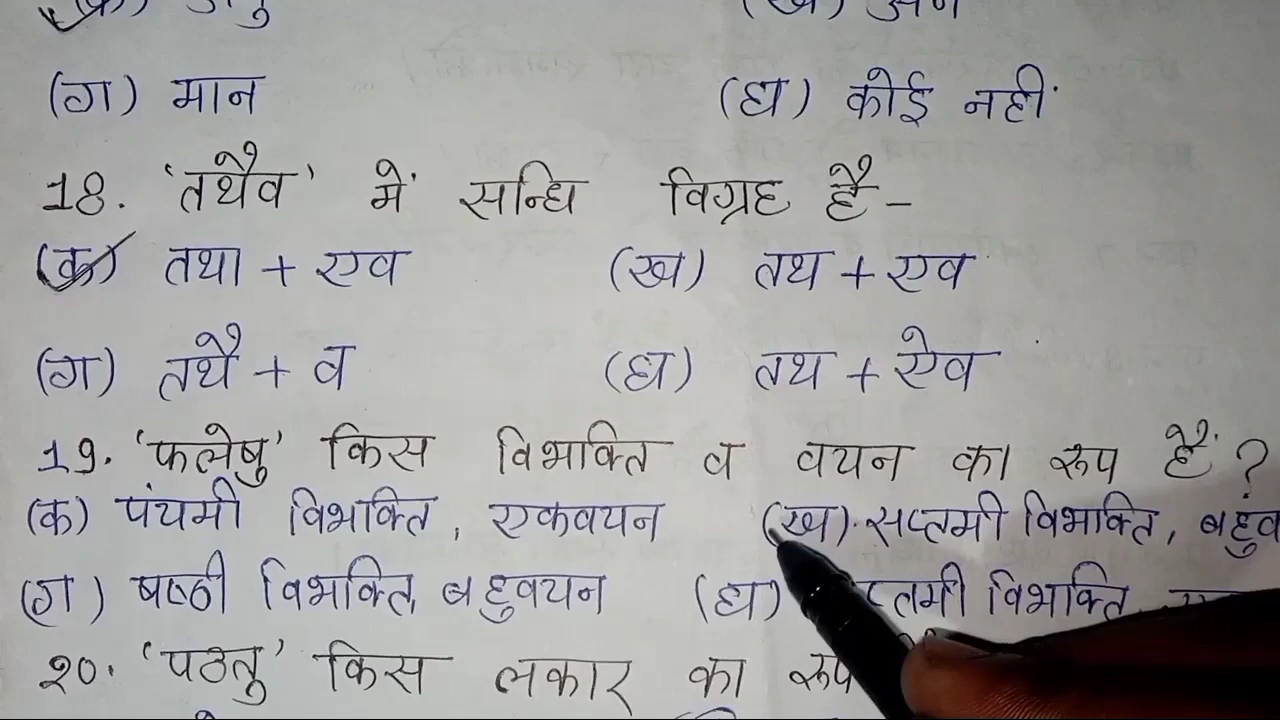 (ग) मान (घ) कोई नहीं
18. 'तथैव' में सन्धि विग्रह है-
(क) तथा + एव (ख) तथ + एव
(ग) तथै + व (घ) तथ + ऐव
19. 'फलेषु' किस विभक्ति व वचन का रूप है ?
(क) पंचमी विभक्ति, एकवचन (ख) सप्तमी विभक्ति,
(ग) षष्ठी विभक्ति, बहुवचन (घ) विभक्ति
२०. 'पठतु' किस लकार का रूप